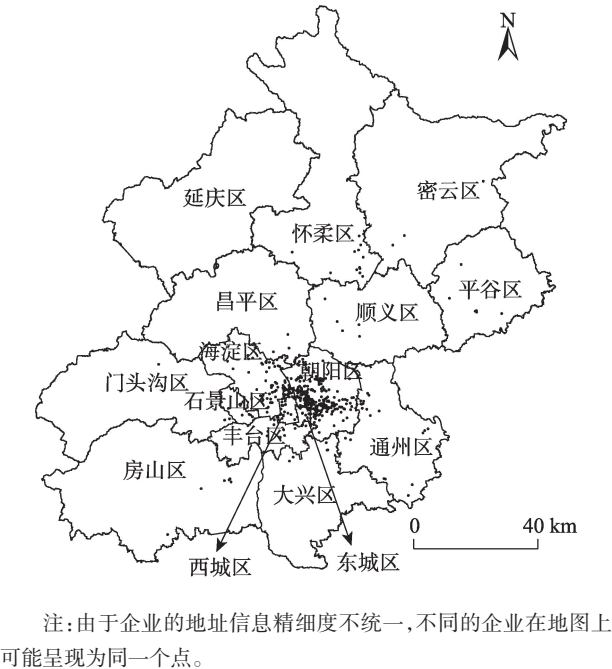 N
密云区
延庆区
怀柔区
平谷区
昌平区
顺义区
海淀区
朝阳区
门头沟区
石景山区
丰台区
通州区
房山区
大兴区
0 40 km
西城区
东城区
注:由于企业的地址信息精细度不统一,不同的企业在地图上
可能呈现为同一个点。